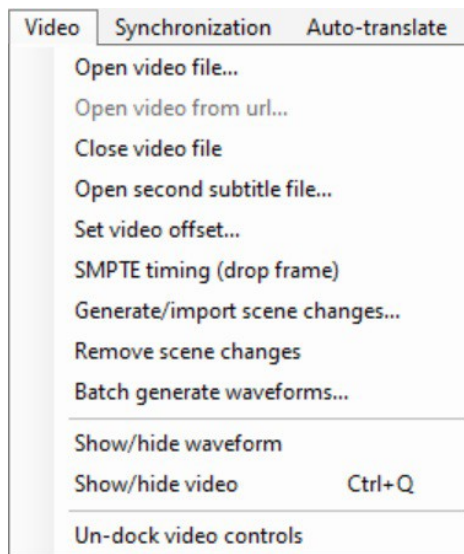 Video Synchronization Auto-translate
Open video file...
Open video from url...
Close video file
Open second subtitle file...
Set video offset...
SMPTE timing (drop frame)
Generate/import scene changes...
Remove scene changes
Batch generate waveforms...
Show/hide waveform
Show/hide video Ctrl+Q
Un-dock video controls